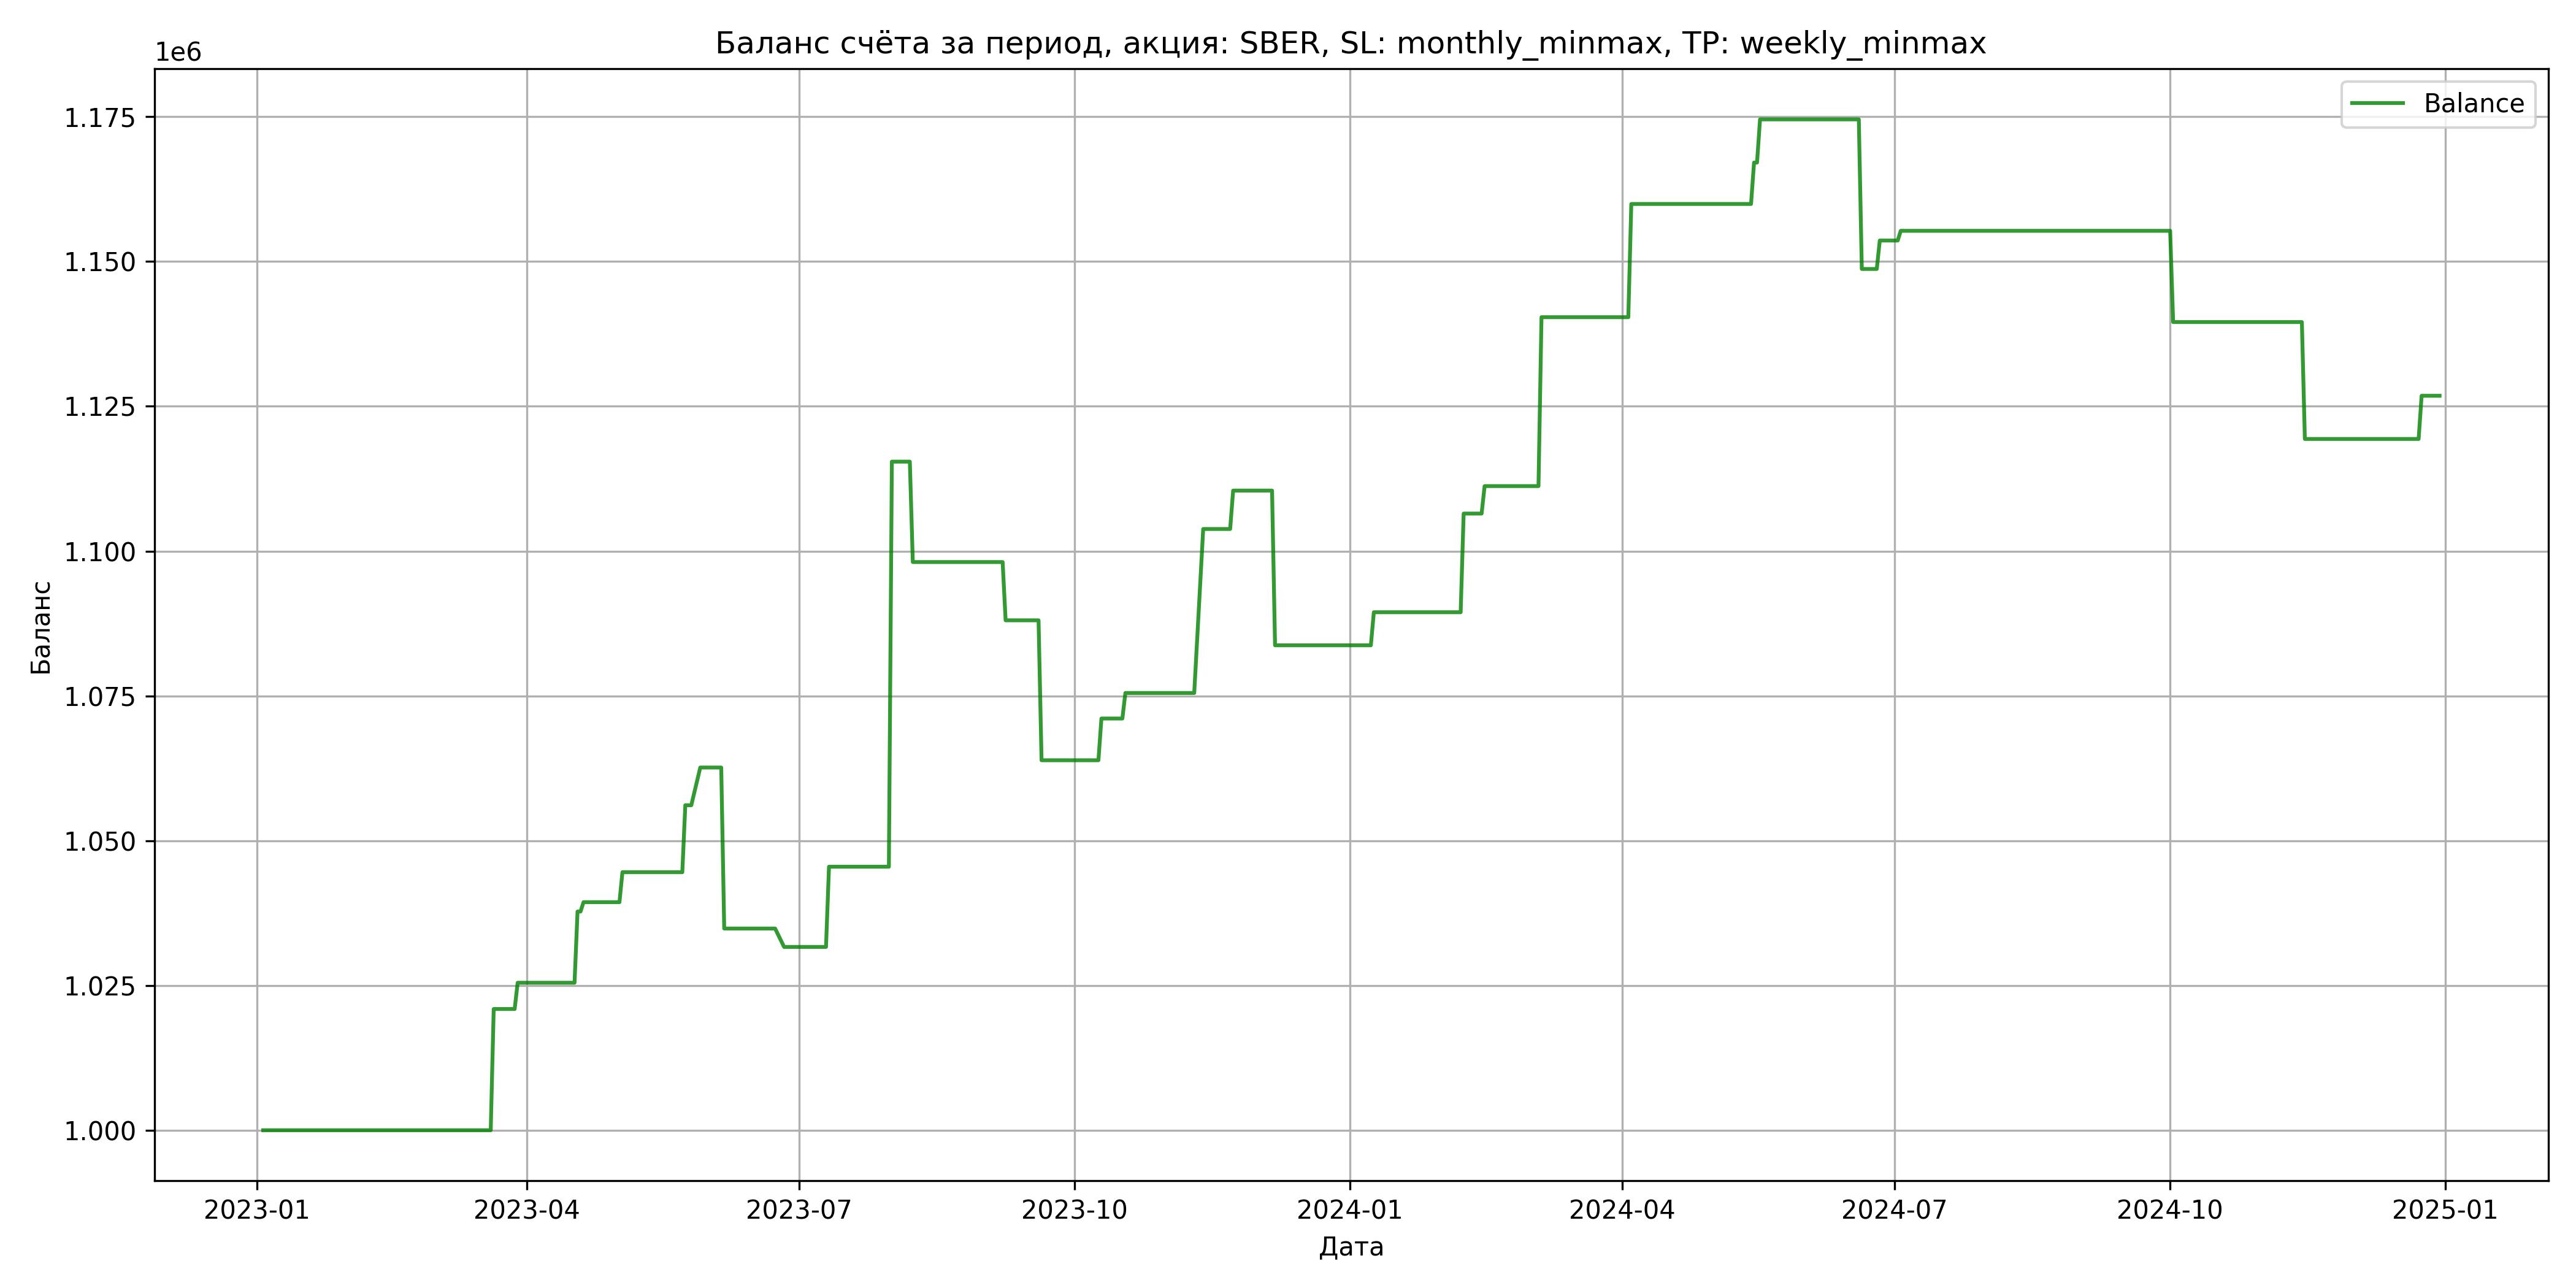 Баланс счёта за период, акция: SBER, SL: monthly_minmax, TP: weekly_minmax
1e6
Balance
1.175
1.150
1.125
1.100
1.075
1.050
1.025
1.000
Баланс
2023-01 2023-04 2023-07 2023-10 2024-01 2024-04 2024-07 2024-10 2025-01
Дата